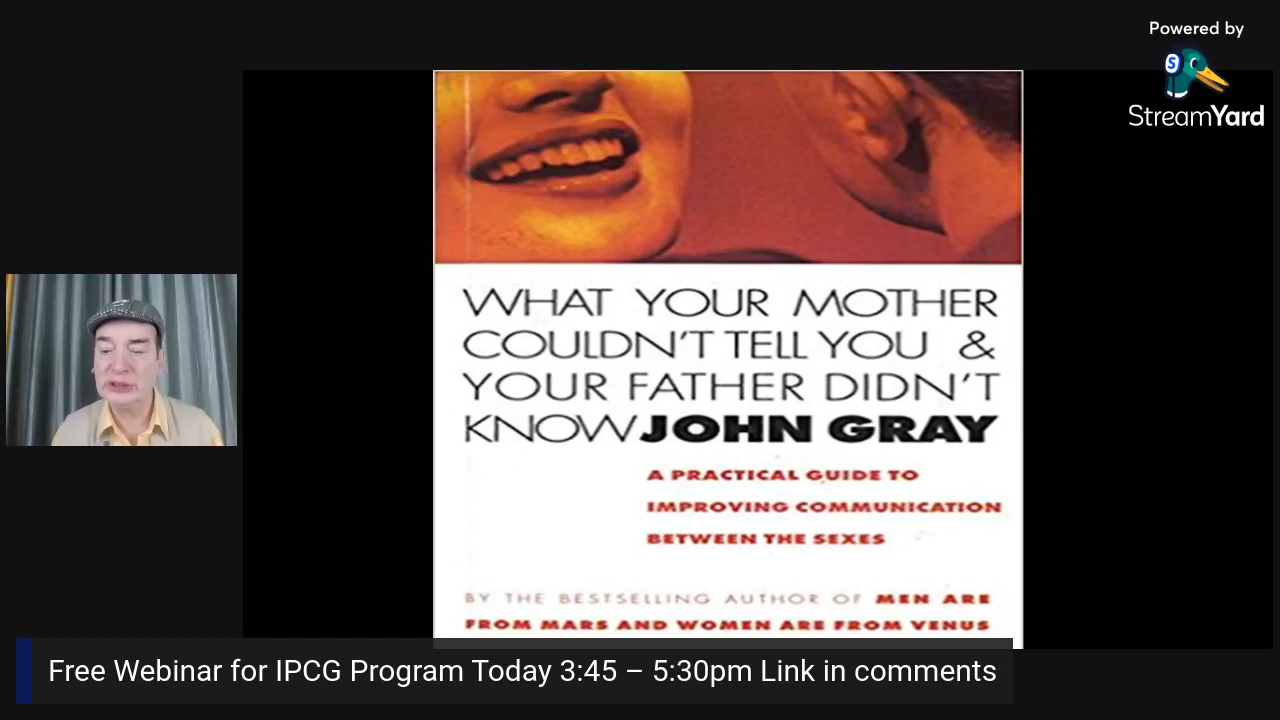 Powered by
S
StreamYard
WHAT YOUR MOTHER
COULDN'T TELL YOU &
YOUR FATHER DIDN'T
KNOW JOHN GRAY
A PRACTICAL GUIDE TO
IMPROVING COMMUNICATION
BETWEEN THE SEXES
BY THE BESTSELLING AUTHOR OF MEN ARE
FROM MARS AND WOMEN ARE FROM VENUS
Free Webinar for IPCG Program Today 3:45 – 5:30pm Link in comments